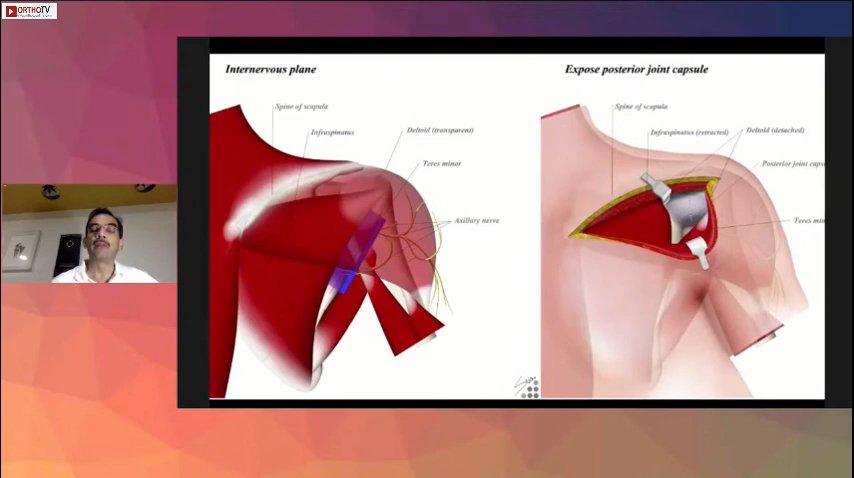 ORTHOTV
Internervous plane
Spine of scapula
Infraspinatus
Deltoid (transparent)
Teres minor
Axillary nerve
Expose posterior joint capsule
Spine of scapula
Infraspinatus (retracted)
Deltoid (detached)
Posterior joint capsu
Teres min